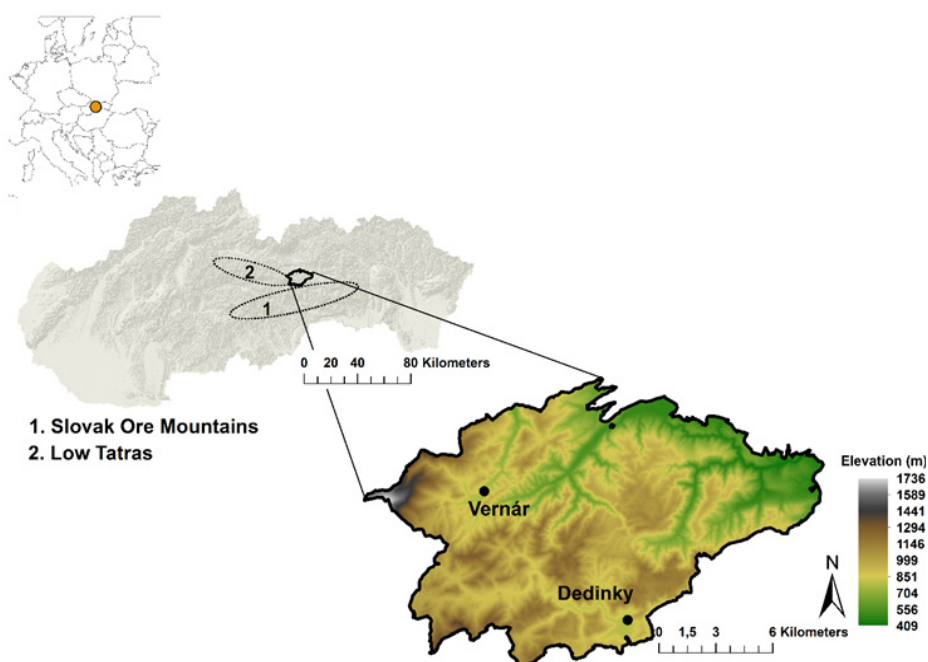 2
1
0 20 40 80 Kilometers
1. Slovak Ore Mountains
2. Low Tatras
Elevation (m)
1736
1589
1441
1294
1146
999
851
704
556
409
Vernár
N
Dedinky
0 1,5 3 6 Kilometers